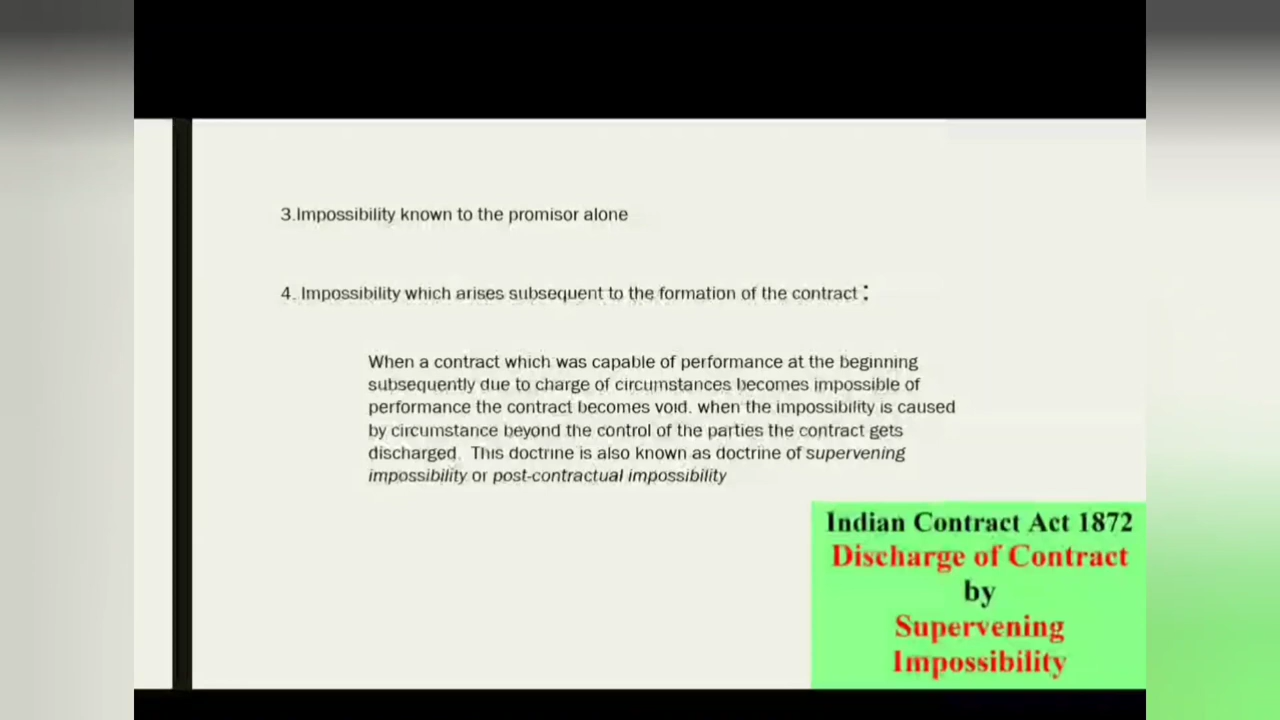 3.Impossibility known to the promisor alone
4. Impossibility which arises subsequent to the formation of the contract :
When a contract which was capable of performance at the beginning
subsequently due to charge of circumstances becomes impossible of
performance the contract becomes void. when the impossibility is caused
by circumstance beyond the control of the parties the contract gets
discharged. This doctrine is also known as doctrine of supervening
impossibility or post-contractual impossibility
Indian Contract Act 1872
Discharge of Contract
by
Supervening
Impossibility